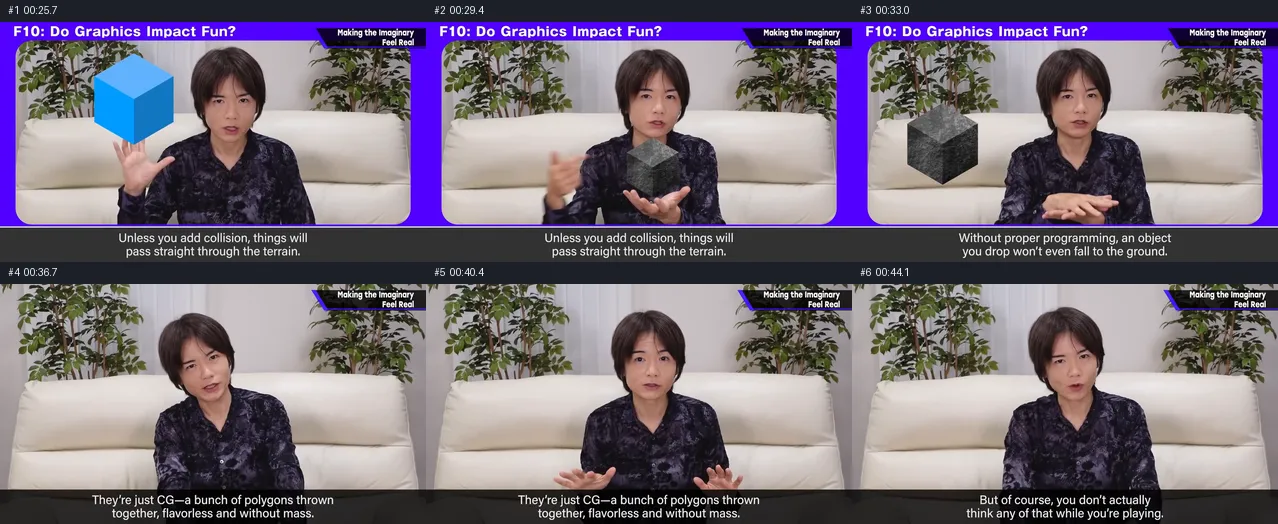 #1 00:25.7
F10: Do Graphics Impact Fun?
Making the Imaginary
Feel Real
Unless you add collision, things will
pass straight through the terrain.
#2 00:29.4
F10: Do Graphics Impact Fun?
Making the Imaginary
Feel Real
Unless you add collision, things will
pass straight through the terrain.
#3 00:33.0
F10: Do Graphics Impact Fun?
Making the Imaginary
Feel Real
Without proper programming, an object
you drop won't even fall to the ground.
#4 00:36.7
Making the Imaginary
Feel Real
They're just CG—a bunch of polygons thrown
together, flavorless and without mass.
#5 00:40.4
Making the Imaginary
Feel Real
They're just CG—a bunch of polygons thrown
together, flavorless and without mass.
#6 00:44.1
Making the Imaginary
Feel Real
But of course, you don't actually
think any of that while you're playing.